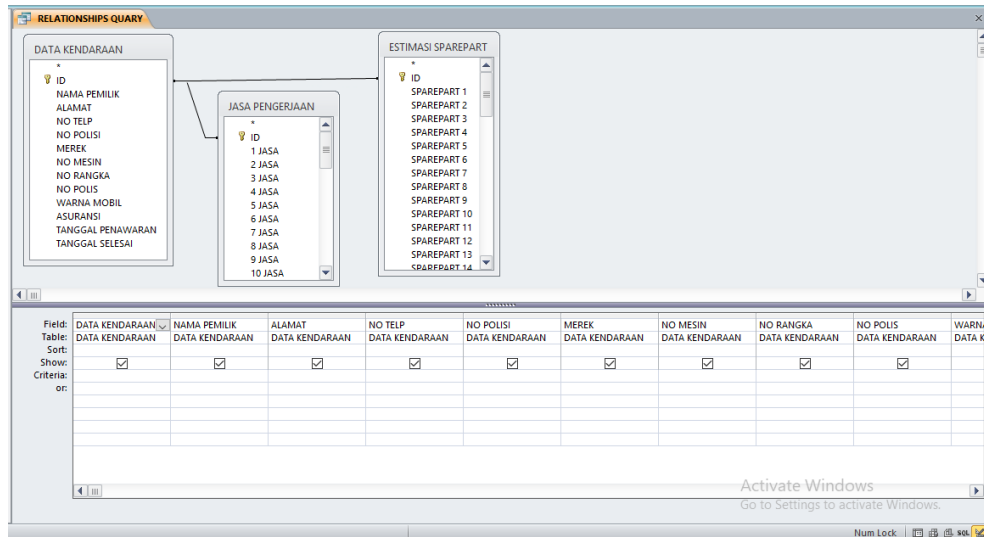 RELATIONSHIPS QUARY
DATA KENDARAAN
*
ID
NAMA PEMILIK
ALAMAT
NO TELP
NO POLISI
MEREK
NO MESIN
NO RANGKA
NO POLIS
WARNA MOBIL
ASURANSI
TANGGAL PENAWARAN
TANGGAL SELESAI
JASA PENGERJAAN
*
ID
1 JASA
2 JASA
3 JASA
4 JASA
5 JASA
6 JASA
7 JASA
8 JASA
9 JASA
10 JASA
ESTIMASI SPAREPART
*
ID
SPAREPART 1
SPAREPART 2
SPAREPART 3
SPAREPART 4
SPAREPART 5
SPAREPART 6
SPAREPART 7
SPAREPART 8
SPAREPART 9
SPAREPART 10
SPAREPART 11
SPAREPART 12
SPAREPART 13
SPAREPART 14
Field: DATA KENDARAAN NAMA PEMILIK ALAMAT NO TELP NO POLISI MEREK NO MESIN NO RANGKA NO POLIS WARN
Table: DATA KENDARAAN DATA KENDARAAN DATA KENDARAAN DATA KENDARAAN DATA KENDARAAN DATA KENDARAAN DATA KENDARAAN DATA KENDARAAN DATA KENDARAAN DATA K
Sort:
Show:
Criteria:
or:
Activate Windows
Go to Settings to activate Windows.
Num Lock SQL